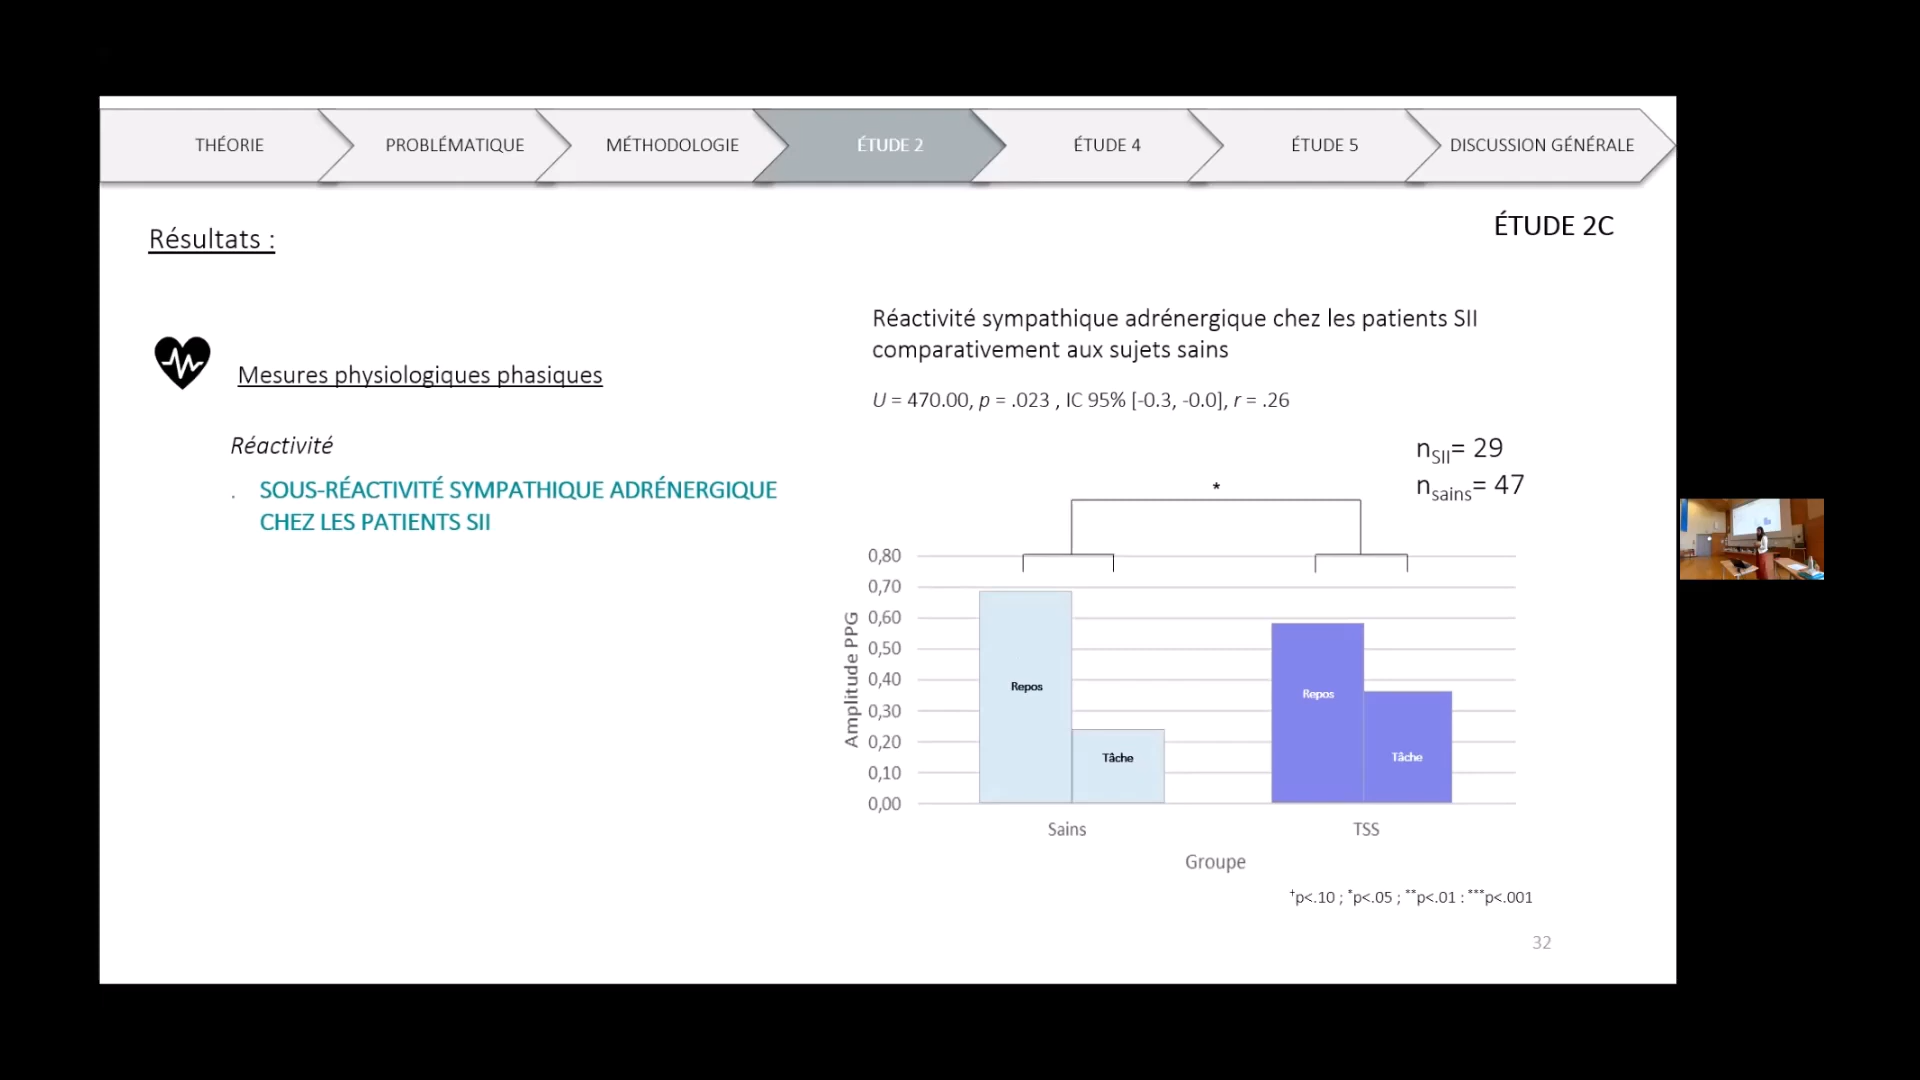 THÉORIE
PROBLÉMATIQUE
MÉTHODOLOGIE
ÉTUDE 2
ÉTUDE 4
ÉTUDE 5
DISCUSSION GÉNÉRALE
Résultats :
ÉTUDE 2C
Mesures physiologiques phasiques
Réactivité
. SOUS-RÉACTIVITÉ SYMPATHIQUE ADRÉNERGIQUE
CHEZ LES PATIENTS SII
Réactivité sympathique adrénergique chez les patients SII
comparativement aux sujets sains
U = 470.00, p = .023 , IC 95% [-0.3, -0.0], r = .26
nSII= 29
nsains= 47
*
0,80
0,70
0,60
0,50
0,40
0,30
0,20
0,10
0,00
Amplitude PPG
Repos
Tâche
Repos
Tâche
Sains
TSS
Groupe
+p<.10 ; *p<.05 ; **p<.01 : ***p<.001
32